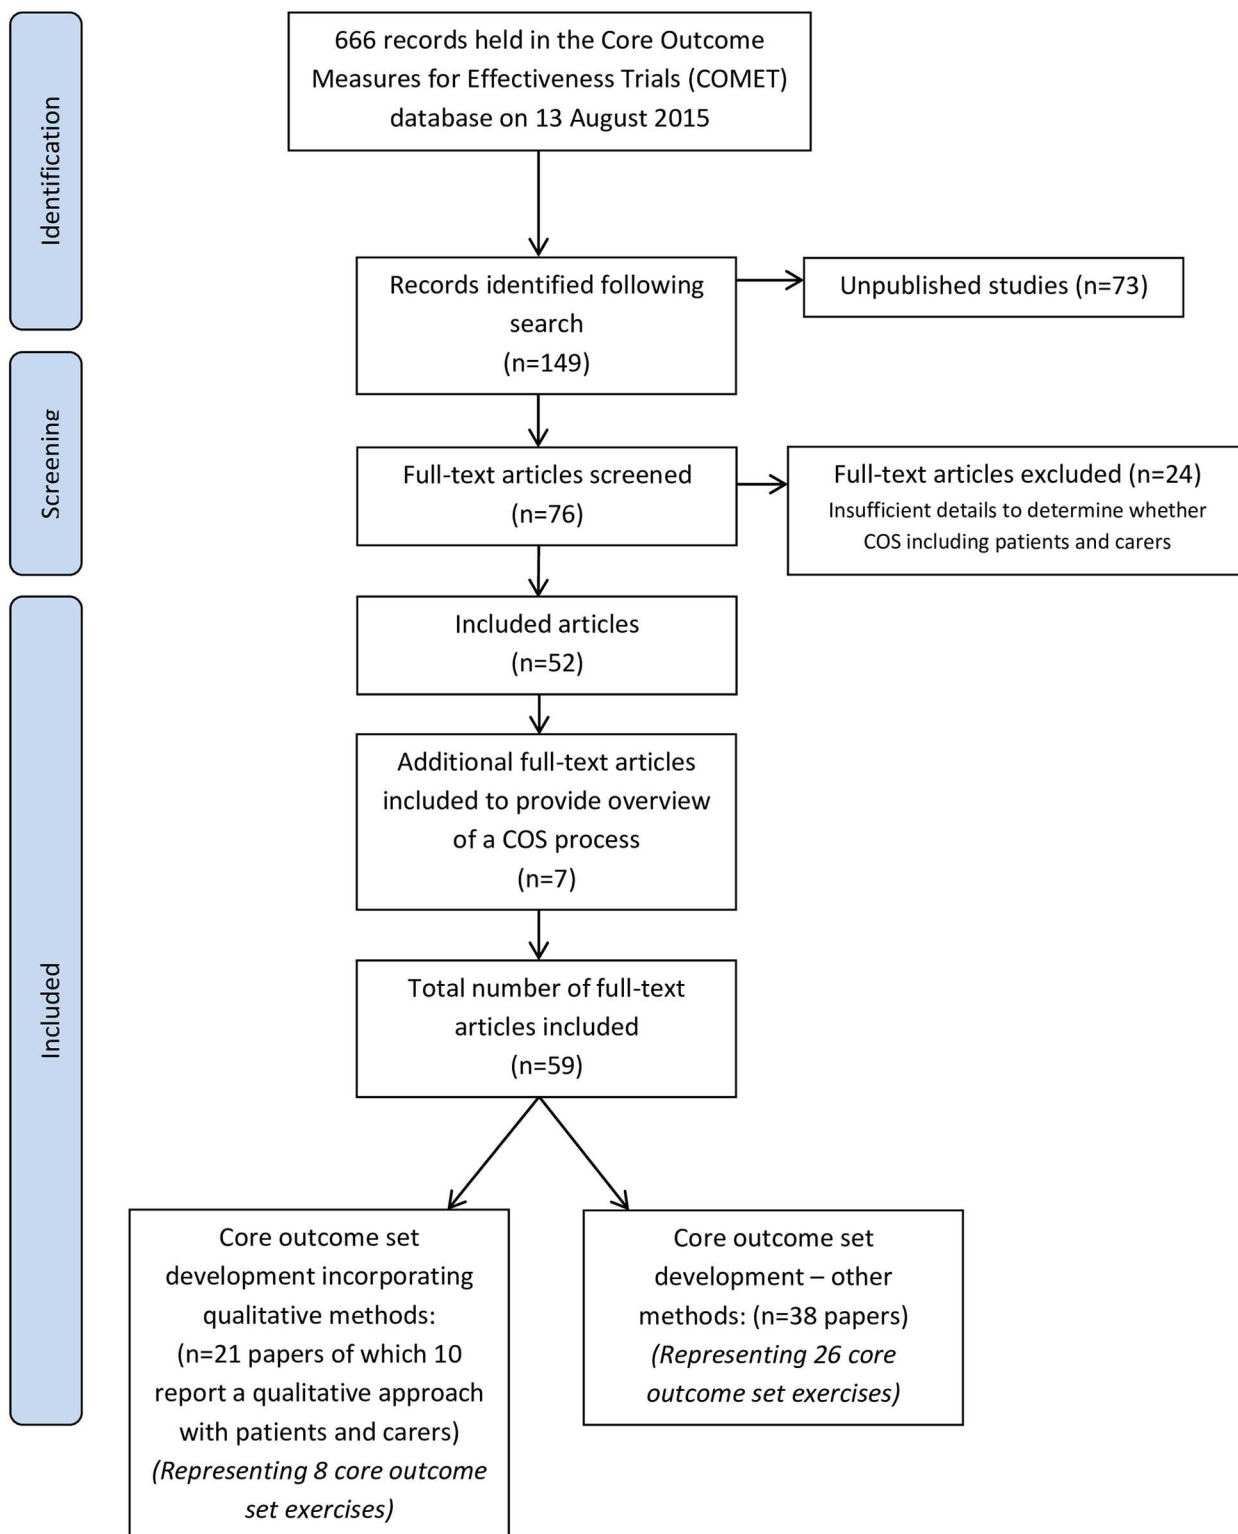 Identification
666 records held in the Core Outcome
Measures for Effectiveness Trials (COMET)
database on 13 August 2015
Records identified following
search
(n=149)
Unpublished studies (n=73)
Screening
Full-text articles screened
(n=76)
Full-text articles excluded (n=24)
Insufficient details to determine whether
COS including patients and carers
Included
Included articles
(n=52)
Additional full-text articles
included to provide overview
of a COS process
(n=7)
Total number of full-text
articles included
(n=59)
Core outcome set
development incorporating
qualitative methods:
(n=21 papers of which 10
report a qualitative approach
with patients and carers)
(Representing 8 core outcome
set exercises)
Core outcome set
development – other
methods: (n=38 papers)
(Representing 26 core
outcome set exercises)